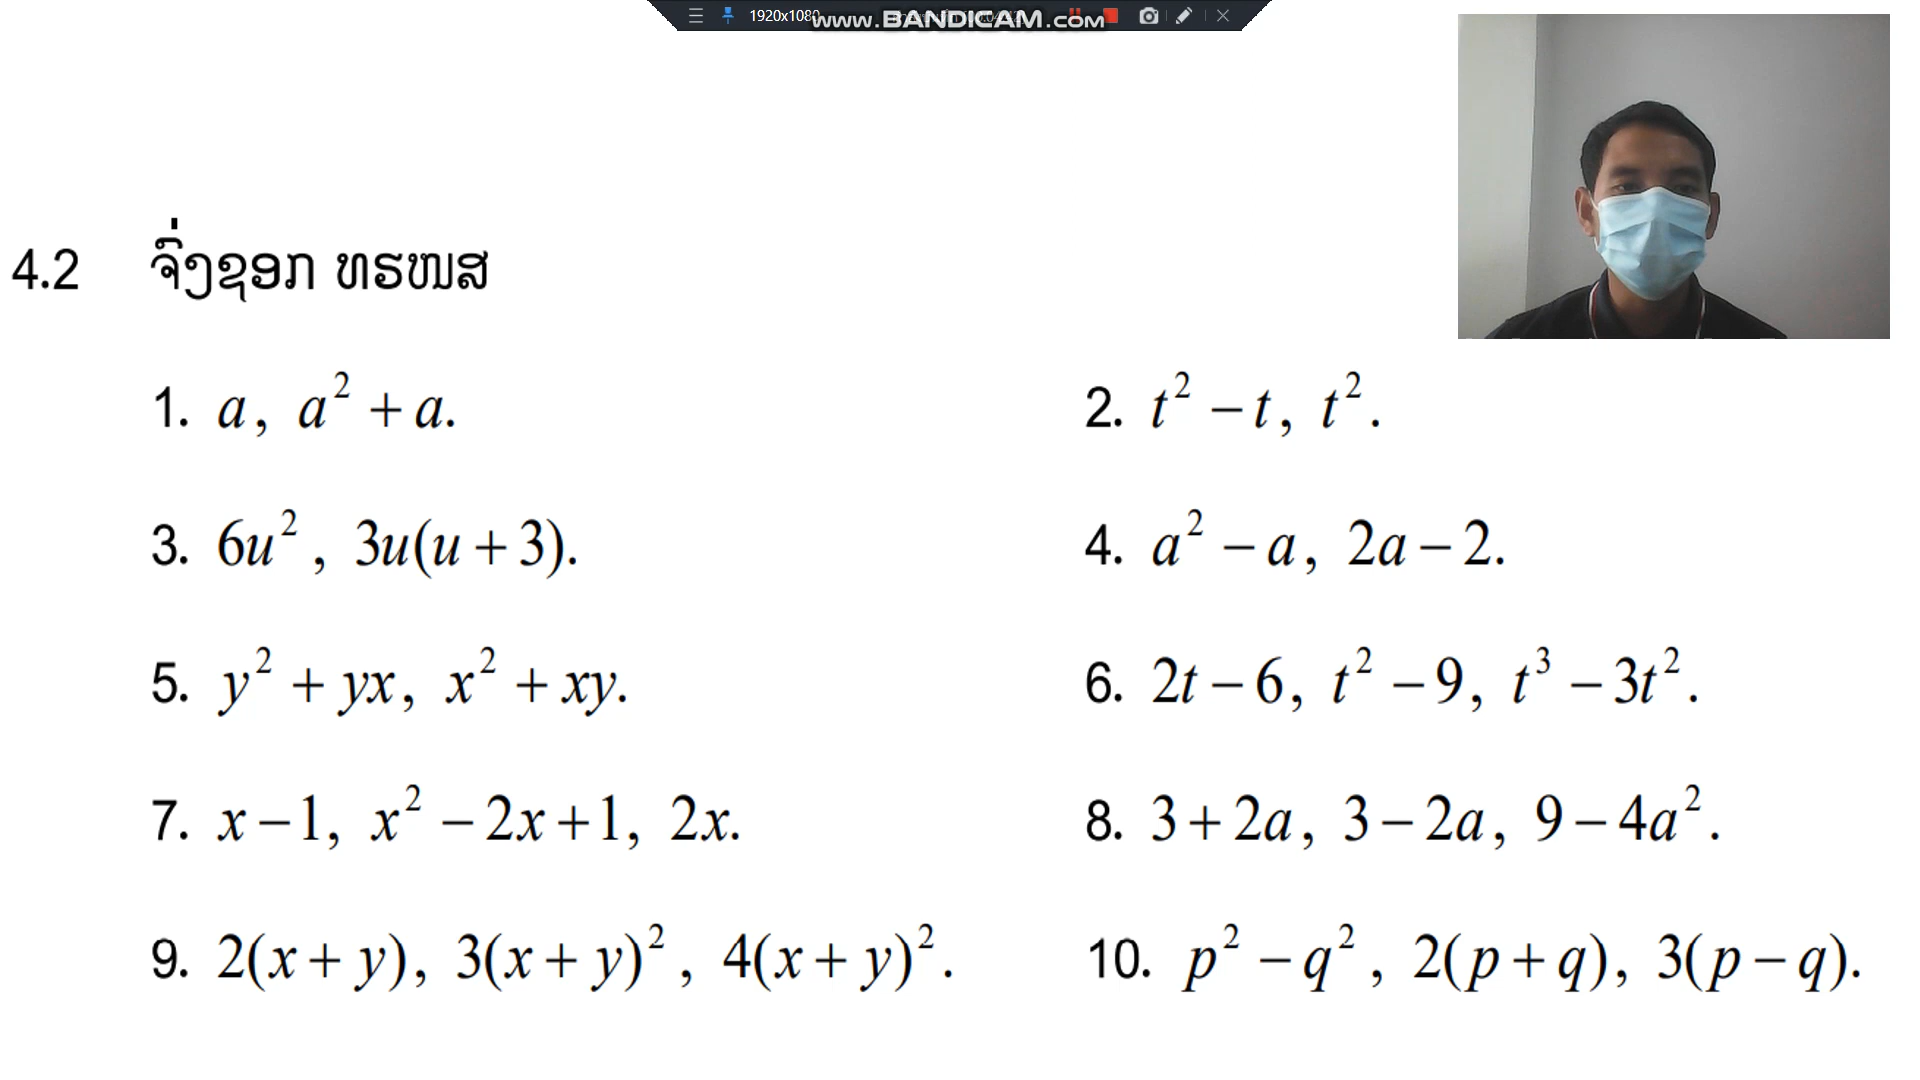 1920x1080
www.BANDICAM.com
4.2 ຈົ່ງຊອກ ທຮໜສ
1. a, a² + a.
2. t² − t, t².
3. 6u², 3u(u + 3).
4. a² − a, 2a − 2.
5. y² + yx, x² + xy.
6. 2t − 6, t² − 9, t³ − 3t².
7. x − 1, x² − 2x + 1, 2x.
8. 3 + 2a, 3 − 2a, 9 − 4a².
9. 2(x + y), 3(x + y)², 4(x + y)².
10. p² − q², 2(p + q), 3(p − q).